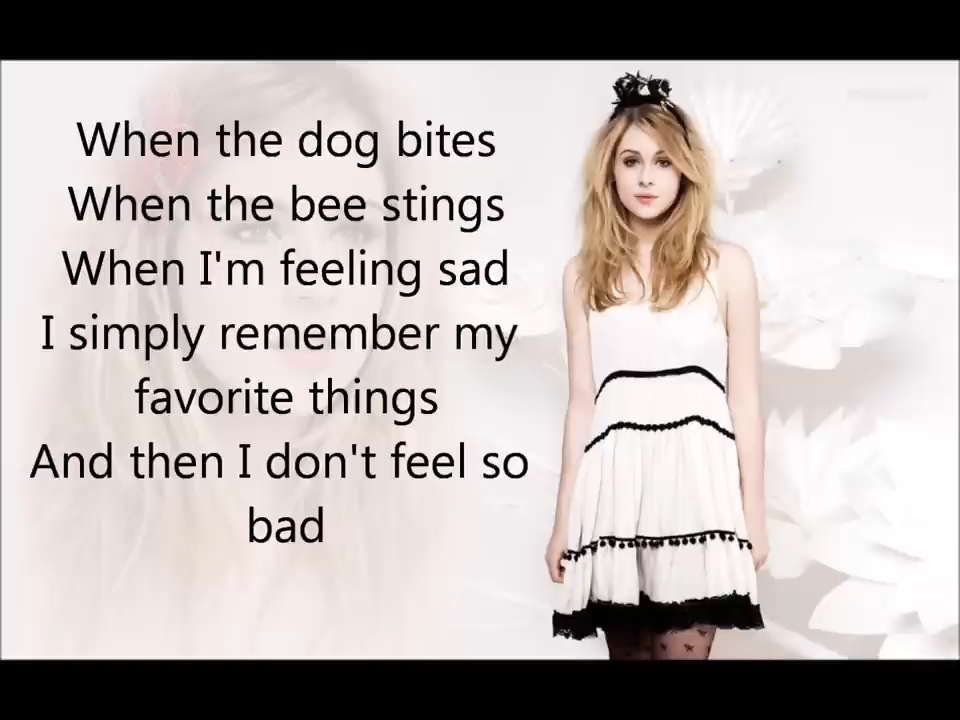 When the dog bites
When the bee stings
When I'm feeling sad
I simply remember my
favorite things
And then I don't feel so
bad